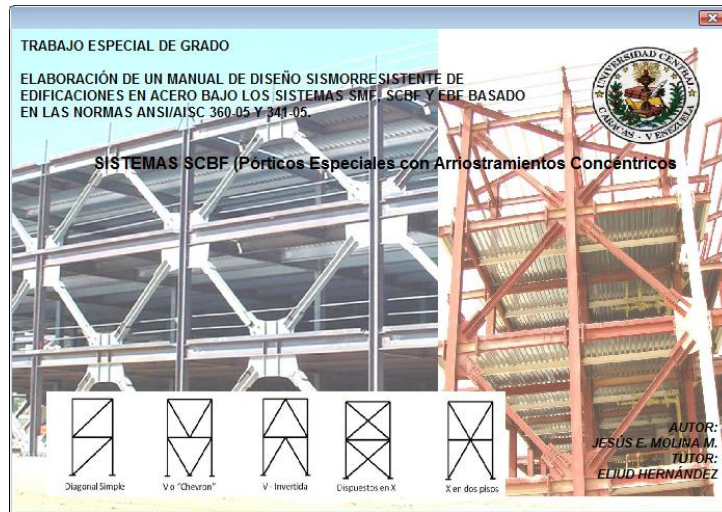 TRABAJO ESPECIAL DE GRADO
ELABORACIÓN DE UN MANUAL DE DISEÑO SISMORRESISTENTE DE
EDIFICACIONES EN ACERO BAJO LOS SISTEMAS SMF, SCBF Y EBF BASADO
EN LAS NORMAS ANSI/AISC 360-05 Y 341-05.
UNIVERSIDAD CENTRAL
CARACAS - VENEZUELA
SISTEMAS SCBF (Pórticos Especiales con Arriostramientos Concéntricos
AUTOR:
JESÚS E. MOLINA M.
TUTOR:
ELIUD HERNÁNDEZ
Diagonal Simple
V o "Chevron"
V - Invertida
Dispuestos en X
X en dos pisos